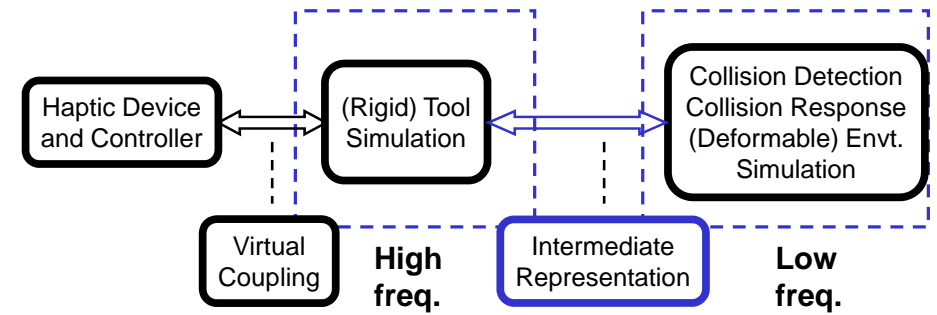 Haptic Device
and Controller
(Rigid) Tool
Simulation
Collision Detection
Collision Response
(Deformable) Envt.
Simulation
Virtual
Coupling
High
freq.
Intermediate
Representation
Low
freq.